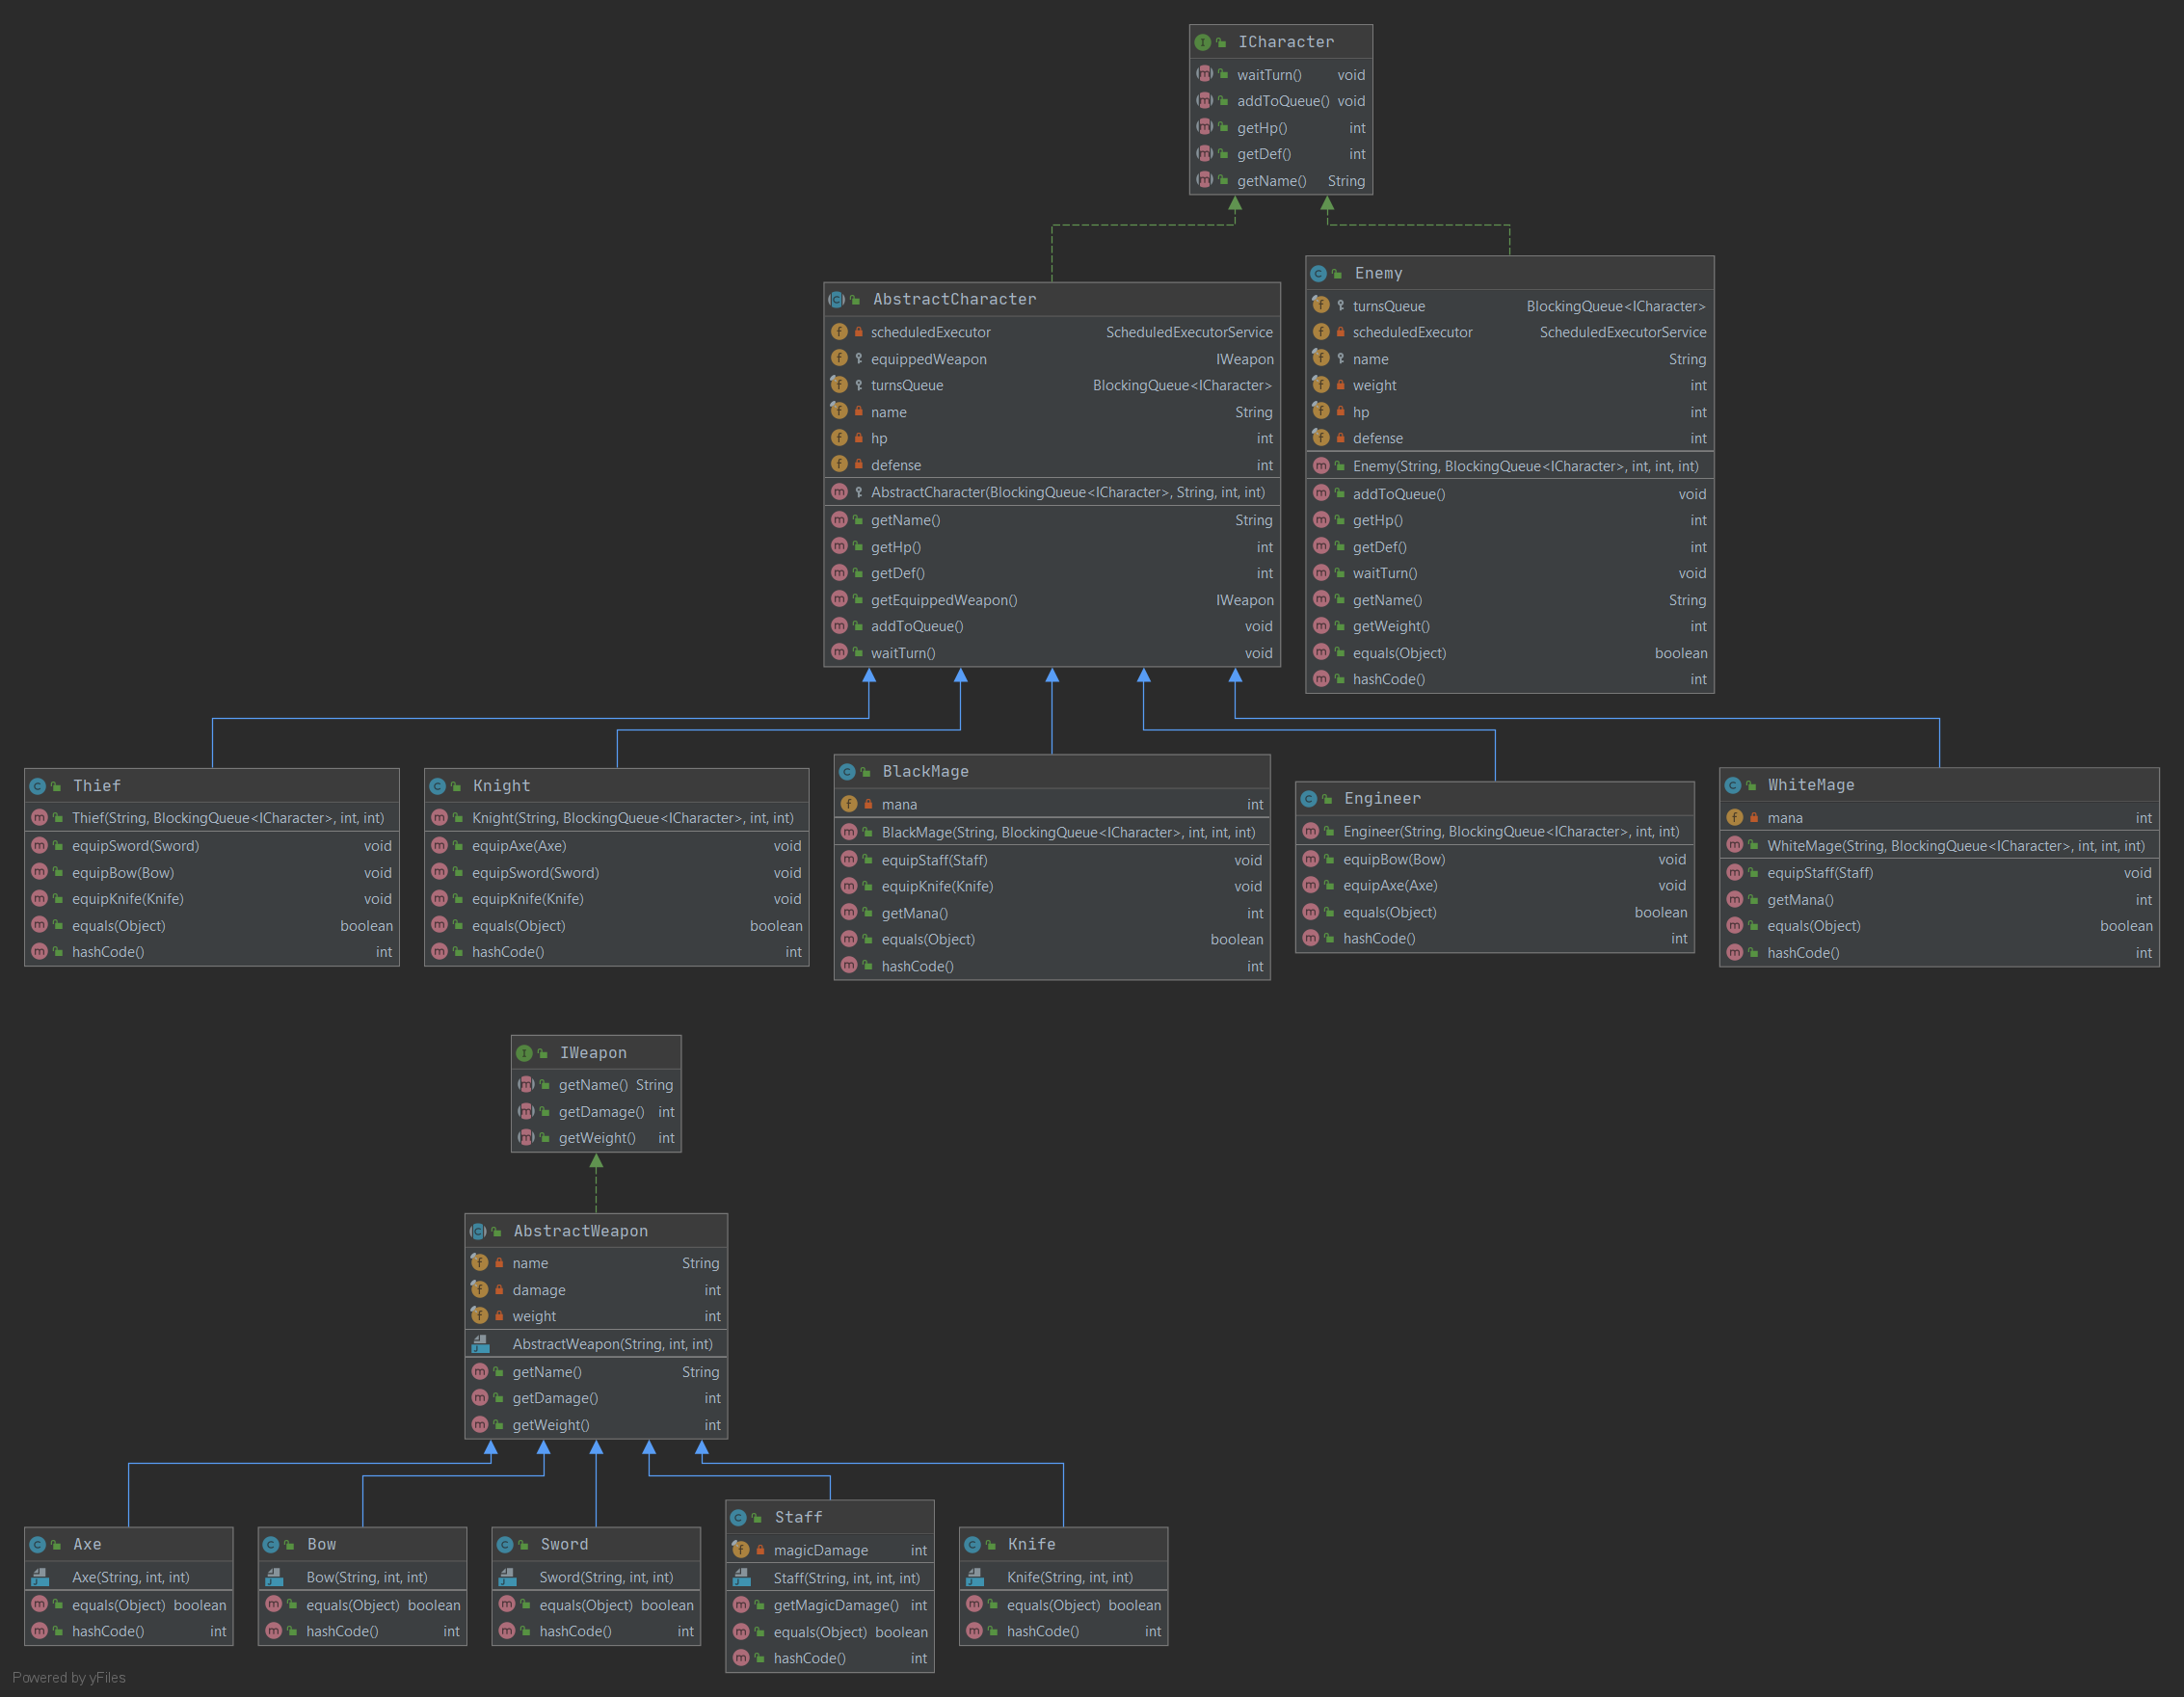 ICharacter
waitTurn() void
addToQueue() void
getHp() int
getDef() int
getName() String
AbstractCharacter
scheduledExecutor ScheduledExecutorService
equippedWeapon IWeapon
turnsQueue BlockingQueue<ICharacter>
name String
hp int
defense int
AbstractCharacter(BlockingQueue<ICharacter>, String, int, int)
getName() String
getHp() int
getDef() int
getEquippedWeapon() IWeapon
addToQueue() void
waitTurn() void
Enemy
turnsQueue BlockingQueue<ICharacter>
scheduledExecutor ScheduledExecutorService
name String
weight int
hp int
defense int
Enemy(String, BlockingQueue<ICharacter>, int, int, int)
addToQueue() void
getHp() int
getDef() int
waitTurn() void
getName() String
getWeight() int
equals(Object) boolean
hashCode() int
Thief
Thief(String, BlockingQueue<ICharacter>, int, int)
equipSword(Sword) void
equipBow(Bow) void
equipKnife(Knife) void
equals(Object) boolean
hashCode() int
Knight
Knight(String, BlockingQueue<ICharacter>, int, int)
equipAxe(Axe) void
equipSword(Sword) void
equipKnife(Knife) void
equals(Object) boolean
hashCode() int
BlackMage
mana int
BlackMage(String, BlockingQueue<ICharacter>, int, int, int)
equipStaff(Staff) void
equipKnife(Knife) void
getMana() int
equals(Object) boolean
hashCode() int
Engineer
Engineer(String, BlockingQueue<ICharacter>, int, int)
equipBow(Bow) void
equipAxe(Axe) void
equals(Object) boolean
hashCode() int
WhiteMage
mana int
WhiteMage(String, BlockingQueue<ICharacter>, int, int, int)
equipStaff(Staff) void
getMana() int
equals(Object) boolean
hashCode() int
IWeapon
getName() String
getDamage() int
getWeight() int
AbstractWeapon
name String
damage int
weight int
AbstractWeapon(String, int, int)
getName() String
getDamage() int
getWeight() int
Axe
Axe(String, int, int)
equals(Object) boolean
hashCode() int
Bow
Bow(String, int, int)
equals(Object) boolean
hashCode() int
Sword
Sword(String, int, int)
equals(Object) boolean
hashCode() int
Staff
magicDamage int
Staff(String, int, int, int)
getMagicDamage() int
equals(Object) boolean
hashCode() int
Knife
Knife(String, int, int)
equals(Object) boolean
hashCode() int
Powered by yFiles